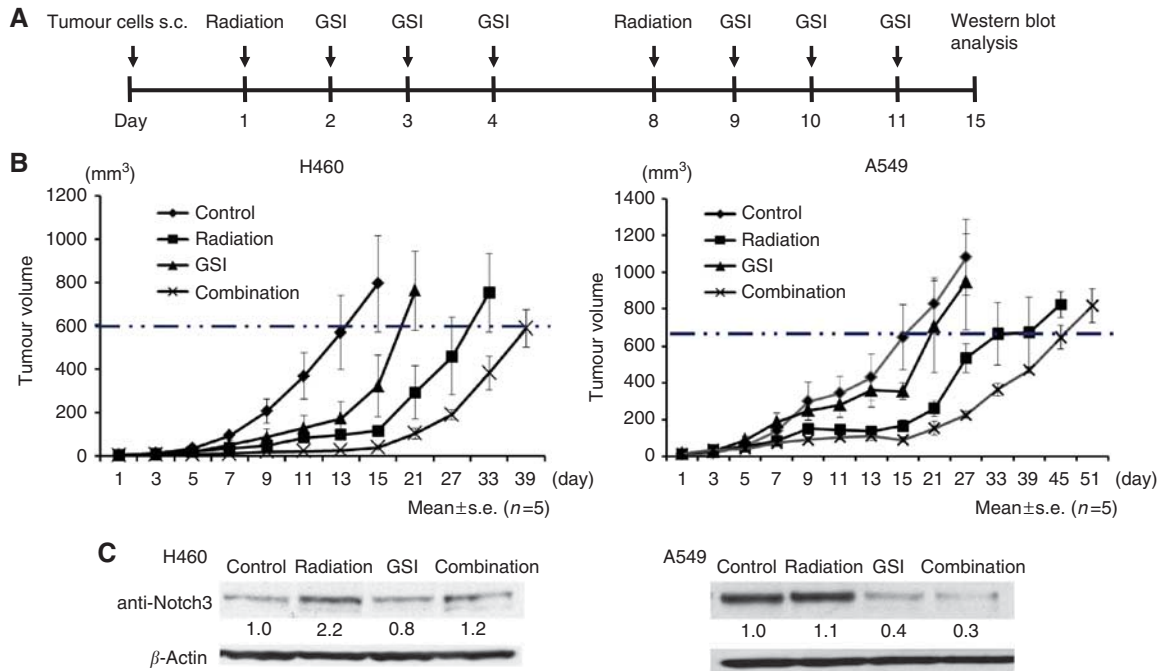 A
Tumour cells s.c. Radiation GSI GSI GSI Radiation GSI GSI GSI Western blot
analysis
Day 1 2 3 4 8 9 10 11 15
B
(mm³) H460
1200
1000
800
600
400
200
0
Tumour volume
Control
Radiation
GSI
Combination
1 3 5 7 9 11 13 15 21 27 33 39 (day)
Mean±s.e. (n=5)
(mm³) A549
1400
1200
1000
800
600
400
200
0
Tumour volume
Control
Radiation
GSI
Combination
1 3 5 7 9 11 13 15 21 27 33 39 45 51 (day)
Mean±s.e. (n=5)
C
H460
Control Radiation GSI Combination
anti-Notch3
1.0 2.2 0.8 1.2
β-Actin
A549
Control Radiation GSI Combination
1.0 1.1 0.4 0.3